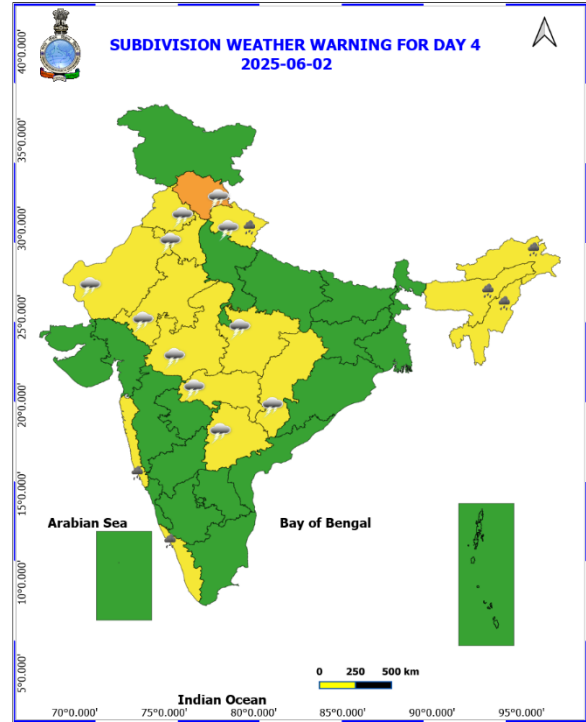 SUBDIVISION WEATHER WARNING FOR DAY 4
2025-06-02
40°0.000'
35°0.000'
30°0.000'
25°0.000'
20°0.000'
15°0.000'
10°0.000'
5°0.000'
Arabian Sea
Bay of Bengal
0 250 500 km
Indian Ocean
70°0.000' 75°0.000' 80°0.000' 85°0.000' 90°0.000' 95°0.000'